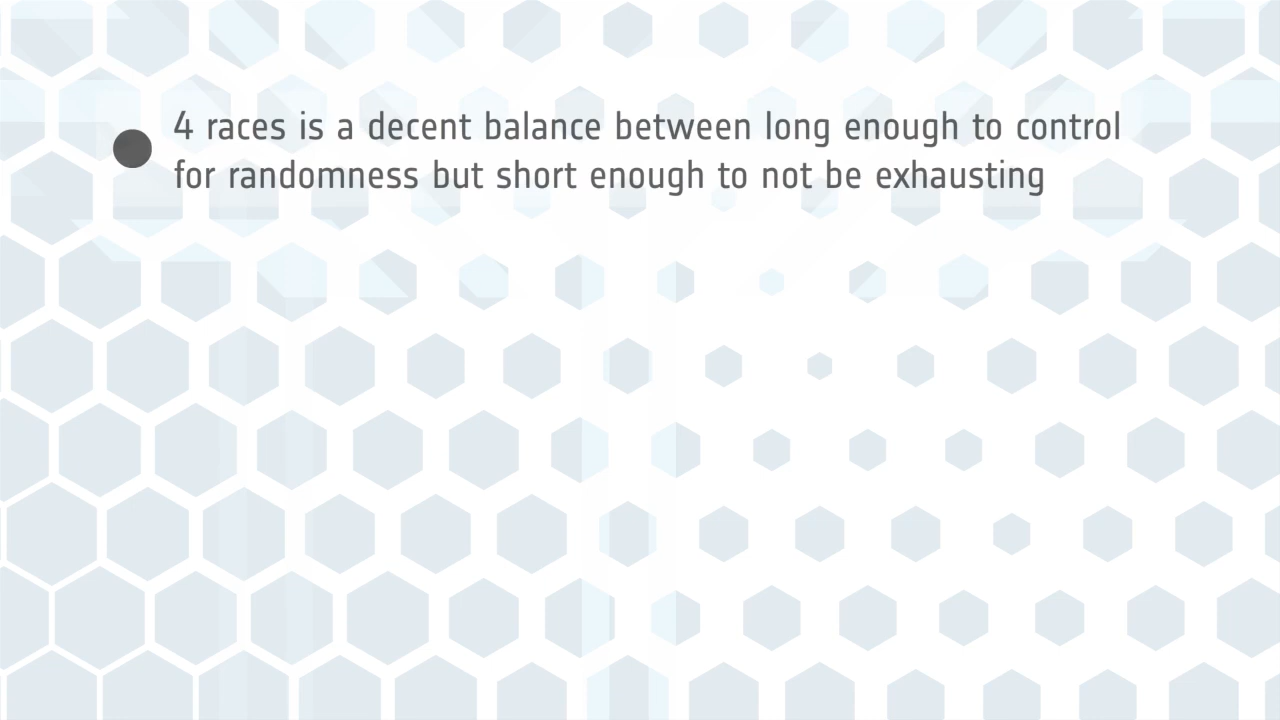 4 races is a decent balance between long enough to control
for randomness but short enough to not be exhausting